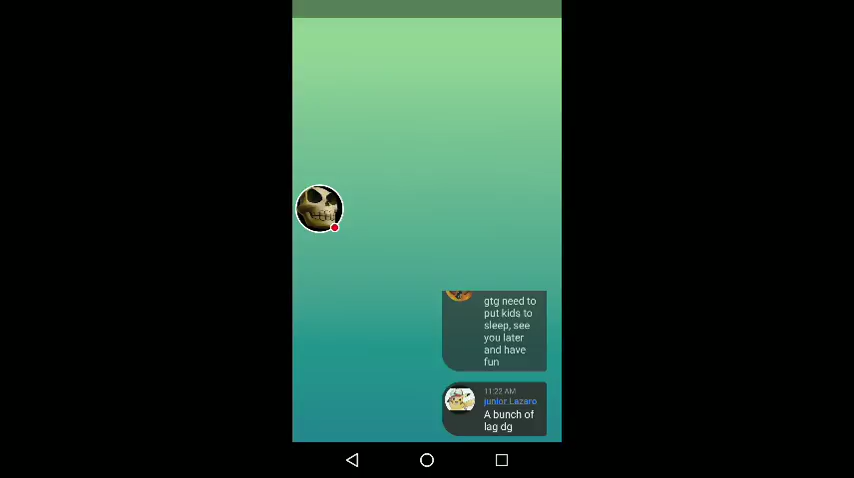 gtg need to
put kids to
sleep, see
you later
and have
fun
11:22 AM
junior Lazaro
A bunch of
lag dg